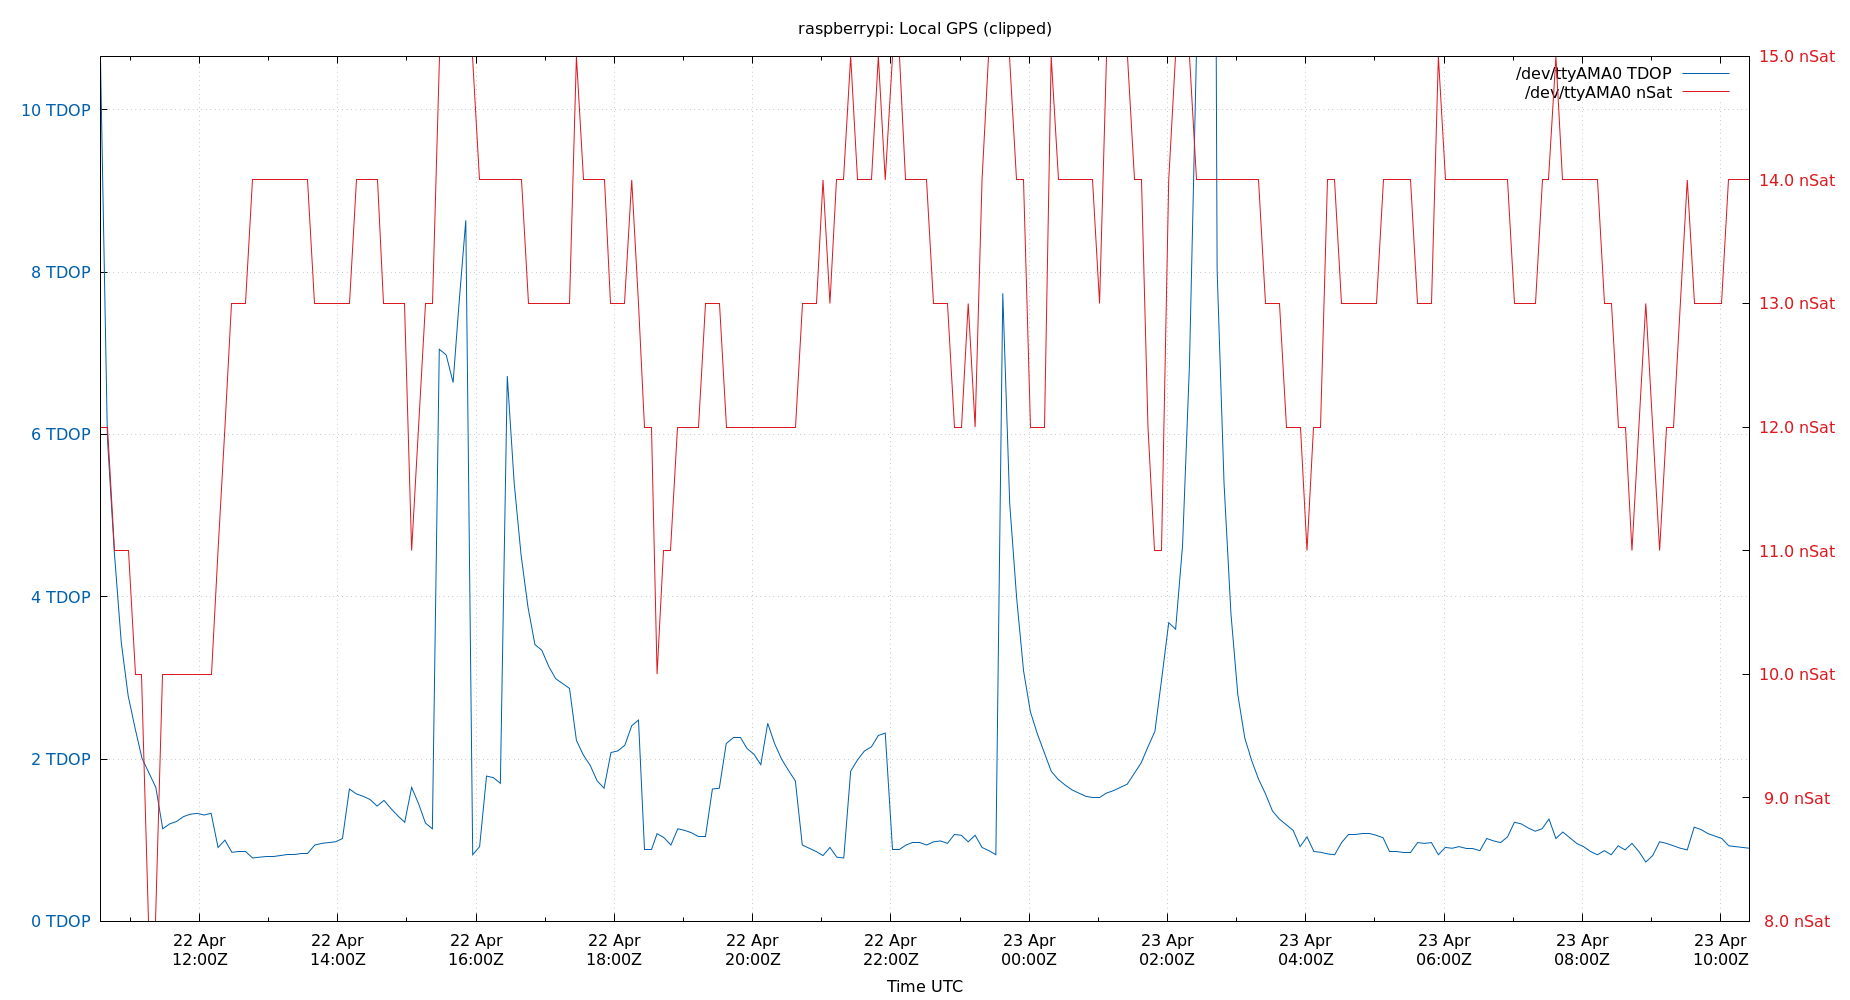 raspberrypi: Local GPS (clipped)
15.0 nSat
/dev/ttyAMA0 TDOP
/dev/ttyAMA0 nSat
10 TDOP
14.0 nSat
8 TDOP
13.0 nSat
6 TDOP
12.0 nSat
11.0 nSat
4 TDOP
10.0 nSat
2 TDOP
9.0 nSat
0 TDOP
8.0 nSat
22 Apr 22 Apr 22 Apr 22 Apr 22 Apr 22 Apr 23 Apr 23 Apr 23 Apr 23 Apr 23 Apr 23 Apr
12:00Z 14:00Z 16:00Z 18:00Z 20:00Z 22:00Z 00:00Z 02:00Z 04:00Z 06:00Z 08:00Z 10:00Z
Time UTC